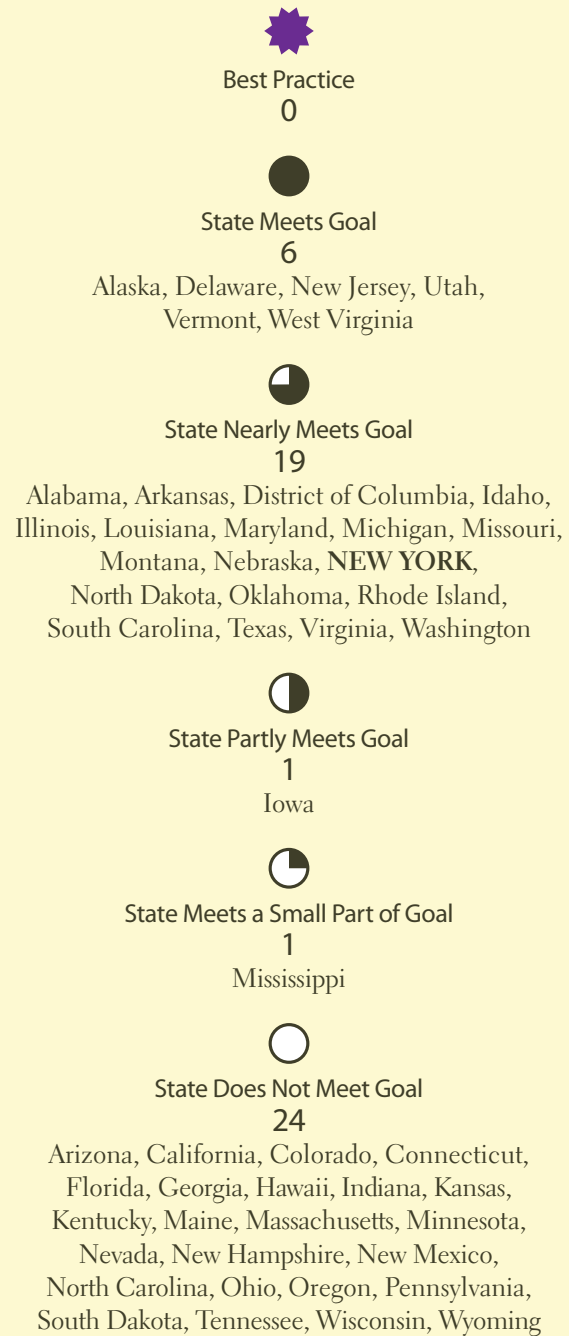 Best Practice
0
State Meets Goal
6
Alaska, Delaware, New Jersey, Utah,
Vermont, West Virginia
State Nearly Meets Goal
19
Alabama, Arkansas, District of Columbia, Idaho,
Illinois, Louisiana, Maryland, Michigan, Missouri,
Montana, Nebraska, NEW YORK,
North Dakota, Oklahoma, Rhode Island,
South Carolina, Texas, Virginia, Washington
State Partly Meets Goal
1
Iowa
State Meets a Small Part of Goal
1
Mississippi
State Does Not Meet Goal
24
Arizona, California, Colorado, Connecticut,
Florida, Georgia, Hawaii, Indiana, Kansas,
Kentucky, Maine, Massachusetts, Minnesota,
Nevada, New Hampshire, New Mexico,
North Carolina, Ohio, Oregon, Pennsylvania,
South Dakota, Tennessee, Wisconsin, Wyoming